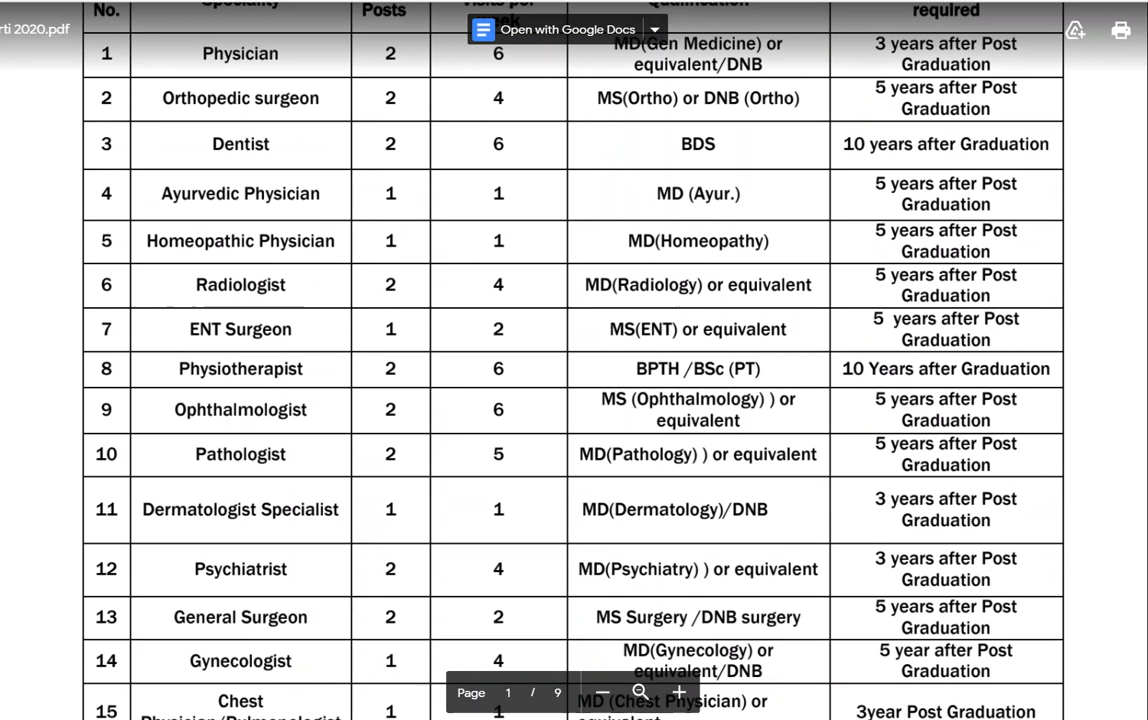 rti 2020.pdf
Open with Google Docs
No. Speciality Posts Visits per week Qualification required
1 Physician 2 6 MD(Gen Medicine) or equivalent/DNB 3 years after Post Graduation
2 Orthopedic surgeon 2 4 MS(Ortho) or DNB (Ortho) 5 years after Post Graduation
3 Dentist 2 6 BDS 10 years after Graduation
4 Ayurvedic Physician 1 1 MD (Ayur.) 5 years after Post Graduation
5 Homeopathic Physician 1 1 MD(Homeopathy) 5 years after Post Graduation
6 Radiologist 2 4 MD(Radiology) or equivalent 5 years after Post Graduation
7 ENT Surgeon 1 2 MS(ENT) or equivalent 5 years after Post Graduation
8 Physiotherapist 2 6 BPTH /BSc (PT) 10 Years after Graduation
9 Ophthalmologist 2 6 MS (Ophthalmology) ) or equivalent 5 years after Post Graduation
10 Pathologist 2 5 MD(Pathology) ) or equivalent 5 years after Post Graduation
11 Dermatologist Specialist 1 1 MD(Dermatology)/DNB 3 years after Post Graduation
12 Psychiatrist 2 4 MD(Psychiatry) ) or equivalent 3 years after Post Graduation
13 General Surgeon 2 2 MS Surgery /DNB surgery 5 years after Post Graduation
14 Gynecologist 1 4 MD(Gynecology) or equivalent/DNB 5 year after Post Graduation
15 Chest Physician/Pulmonologist 1 1 MD (Chest Physician) or equivalent 3year Post Graduation
Page 1 / 9